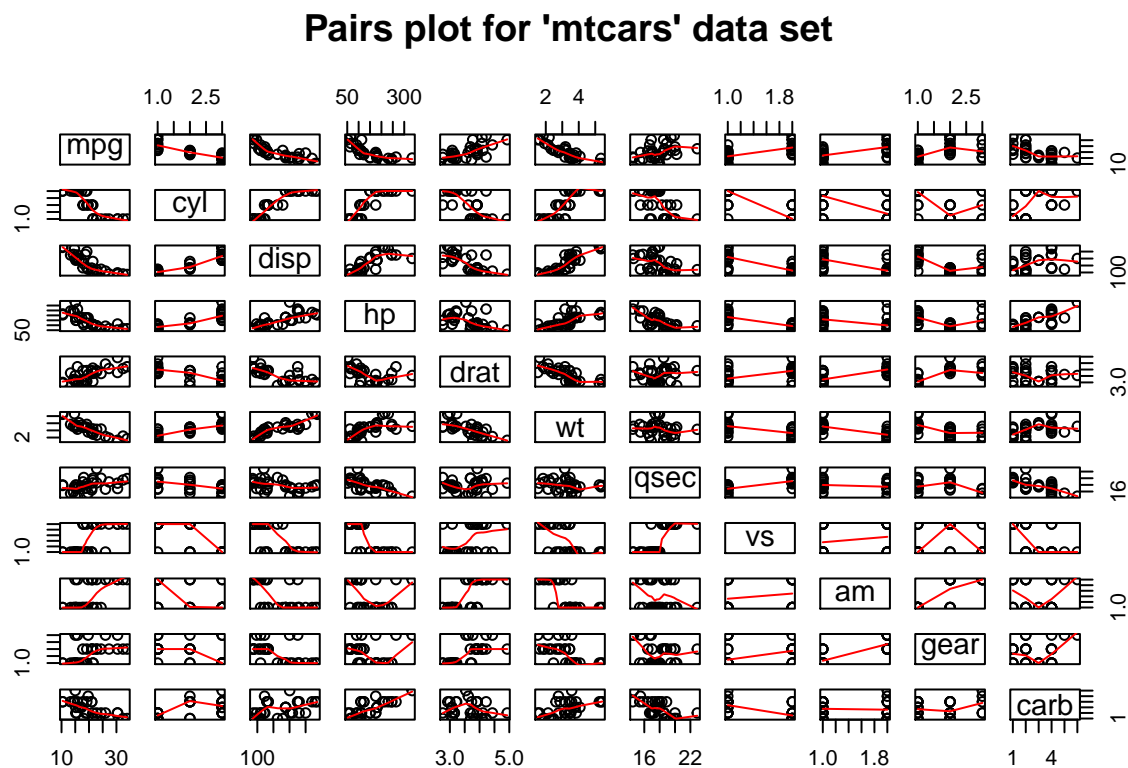 Pairs plot for 'mtcars' data set
1.0 2.5 50 300 2 4 1.0 1.8 1.0 2.5
mpg 10
1.0 cyl
disp 100
50 hp
drat 3.0
2 wt
qsec 16
1.0 vs
am 1.0
1.0 gear
carb 1
10 30 100 3.0 5.0 16 22 1.0 1.8 1 4